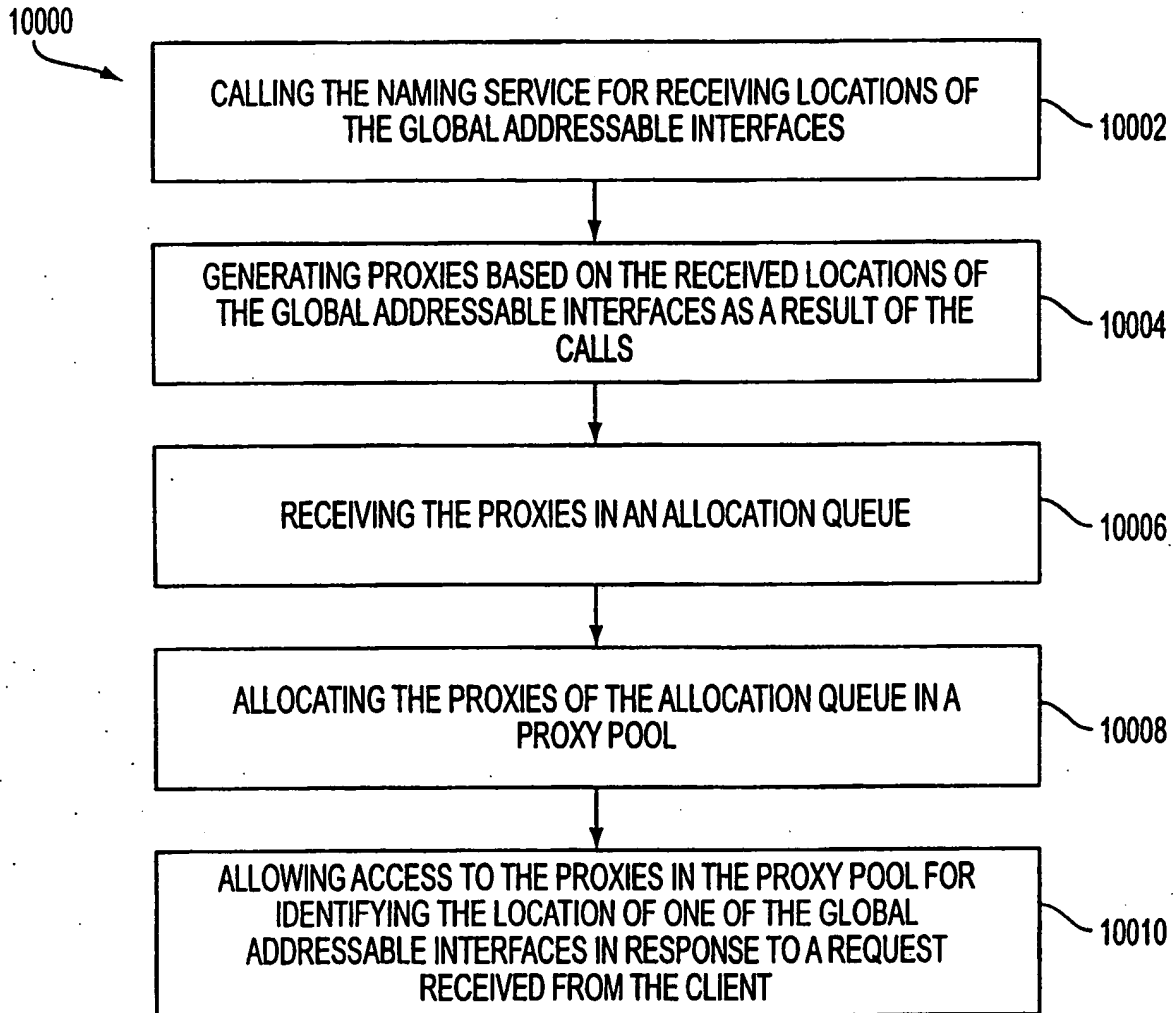 10000
CALLING THE NAMING SERVICE FOR RECEIVING LOCATIONS OF
THE GLOBAL ADDRESSABLE INTERFACES
10002
GENERATING PROXIES BASED ON THE RECEIVED LOCATIONS OF
THE GLOBAL ADDRESSABLE INTERFACES AS A RESULT OF THE
CALLS
10004
RECEIVING THE PROXIES IN AN ALLOCATION QUEUE
10006
ALLOCATING THE PROXIES OF THE ALLOCATION QUEUE IN A
PROXY POOL
10008
ALLOWING ACCESS TO THE PROXIES IN THE PROXY POOL FOR
IDENTIFYING THE LOCATION OF ONE OF THE GLOBAL
ADDRESSABLE INTERFACES IN RESPONSE TO A REQUEST
RECEIVED FROM THE CLIENT
10010